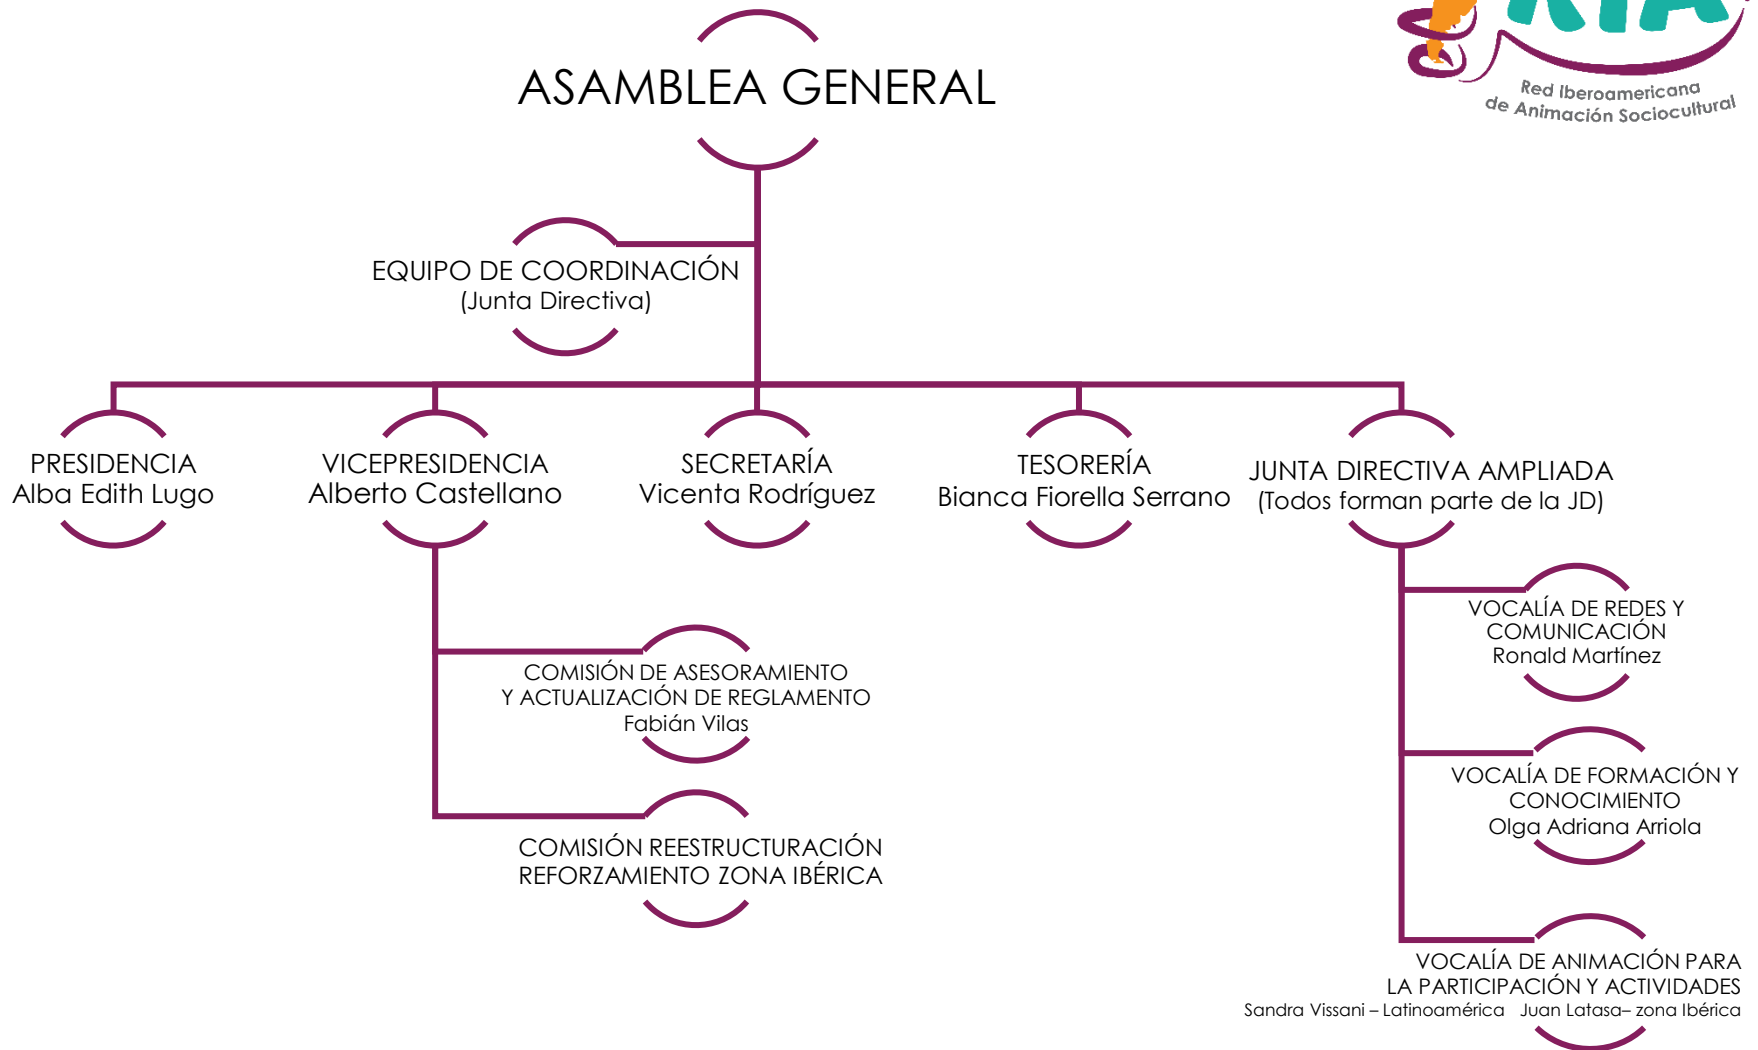 RIA
Red Iberoamericana
de Animación Sociocultural
ASAMBLEA GENERAL
EQUIPO DE COORDINACIÓN
(Junta Directiva)
PRESIDENCIA
Alba Edith Lugo
VICEPRESIDENCIA
Alberto Castellano
SECRETARÍA
Vicenta Rodríguez
TESORERÍA
Bianca Fiorella Serrano
JUNTA DIRECTIVA AMPLIADA
(Todos forman parte de la JD)
COMISIÓN DE ASESORAMIENTO
Y ACTUALIZACIÓN DE REGLAMENTO
Fabián Vilas
COMISIÓN REESTRUCTURACIÓN
REFORZAMIENTO ZONA IBÉRICA
VOCALÍA DE REDES Y
COMUNICACIÓN
Ronald Martínez
VOCALÍA DE FORMACIÓN Y
CONOCIMIENTO
Olga Adriana Arriola
VOCALÍA DE ANIMACIÓN PARA
LA PARTICIPACIÓN Y ACTIVIDADES
Sandra Vissani – Latinoamérica Juan Latasa– zona Ibérica